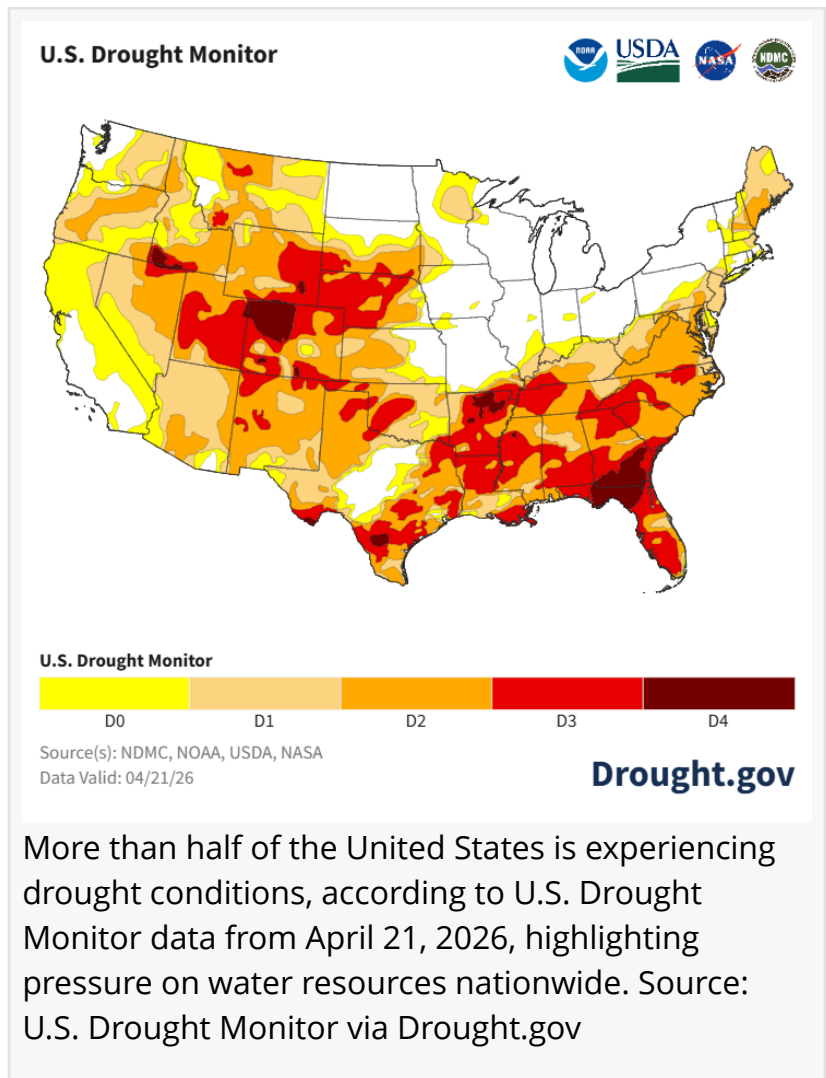 U.S. Drought Monitor
NOAA
USDA
NASA
NDMC
U.S. Drought Monitor
D0
D1
D2
D3
D4
Source(s): NDMC, NOAA, USDA, NASA
Data Valid: 04/21/26
Drought.gov
More than half of the United States is experiencing
drought conditions, according to U.S. Drought
Monitor data from April 21, 2026, highlighting
pressure on water resources nationwide. Source:
U.S. Drought Monitor via Drought.gov